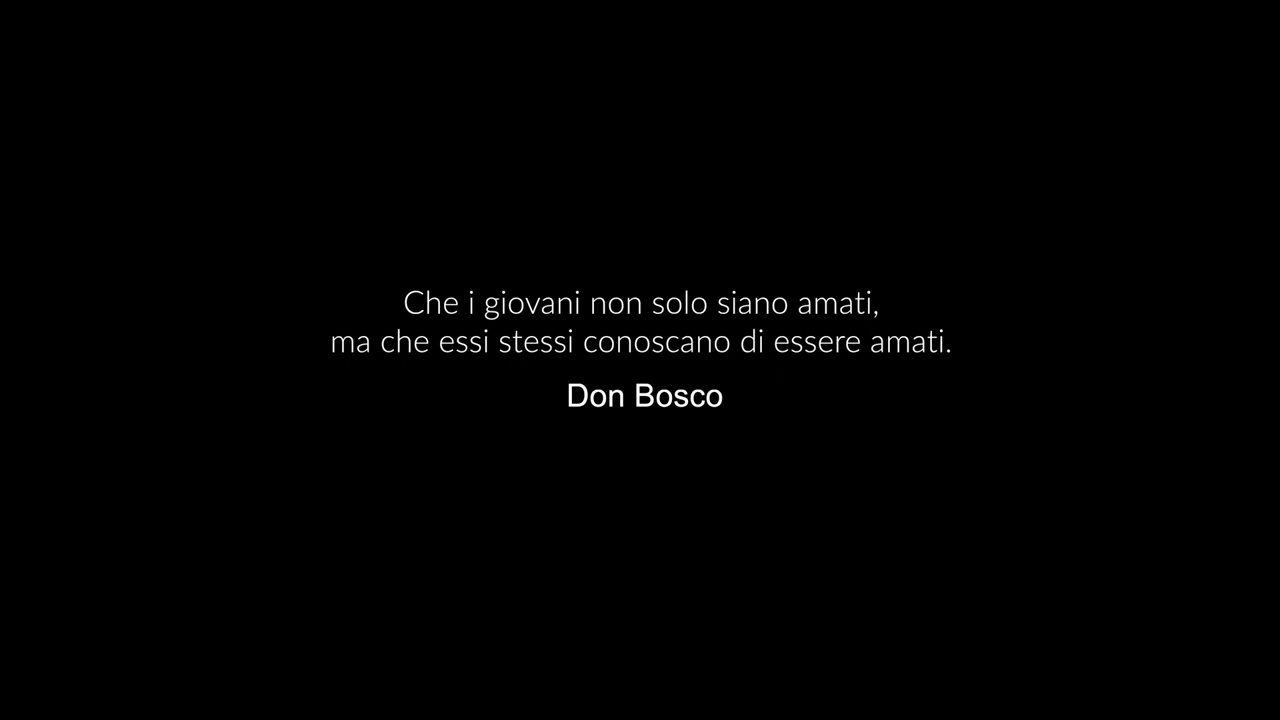 Che i giovani non solo siano amati,
ma che essi stessi conoscano di essere amati.
Don Bosco